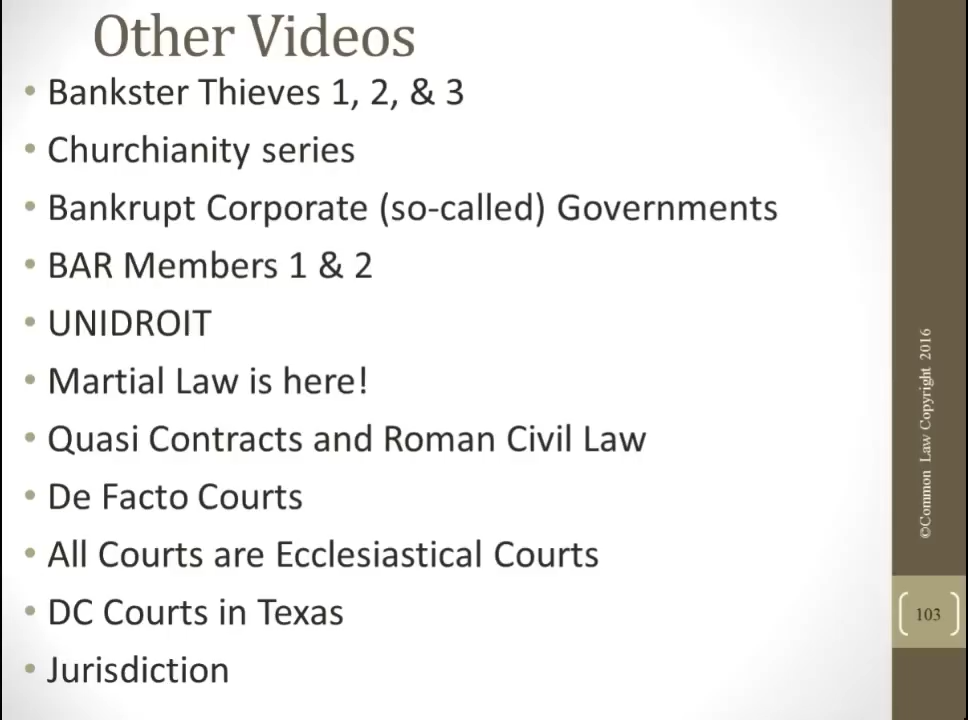 Other Videos
• Bankster Thieves 1, 2, & 3
• Churchianity series
• Bankrupt Corporate (so-called) Governments
• BAR Members 1 & 2
• UNIDROIT
• Martial Law is here!
• Quasi Contracts and Roman Civil Law
• De Facto Courts
• All Courts are Ecclesiastical Courts
• DC Courts in Texas
• Jurisdiction
©Common Law Copyright 2016
103